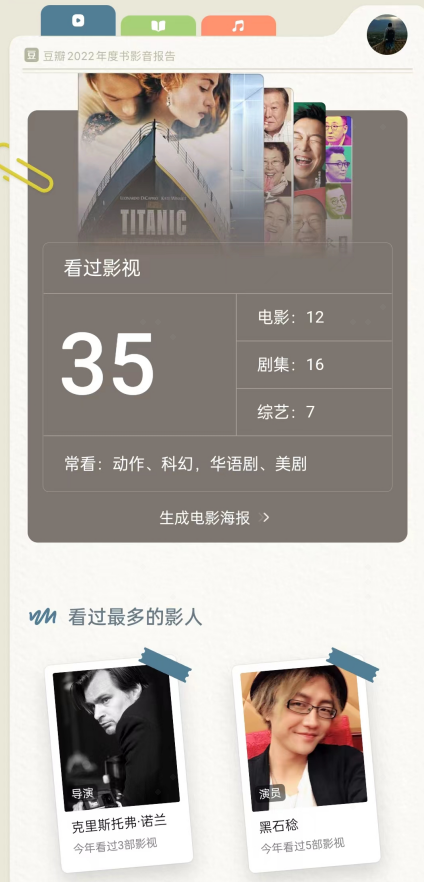 豆 豆瓣2022年度书影音报告
TITANIC
看过影视
35
电影：12
剧集：16
综艺：7
常看：动作、科幻，华语剧、美剧
生成电影海报
看过最多的影人
导演
克里斯托弗·诺兰
今年看过3部影视
演员
黑石稔
今年看过5部影视